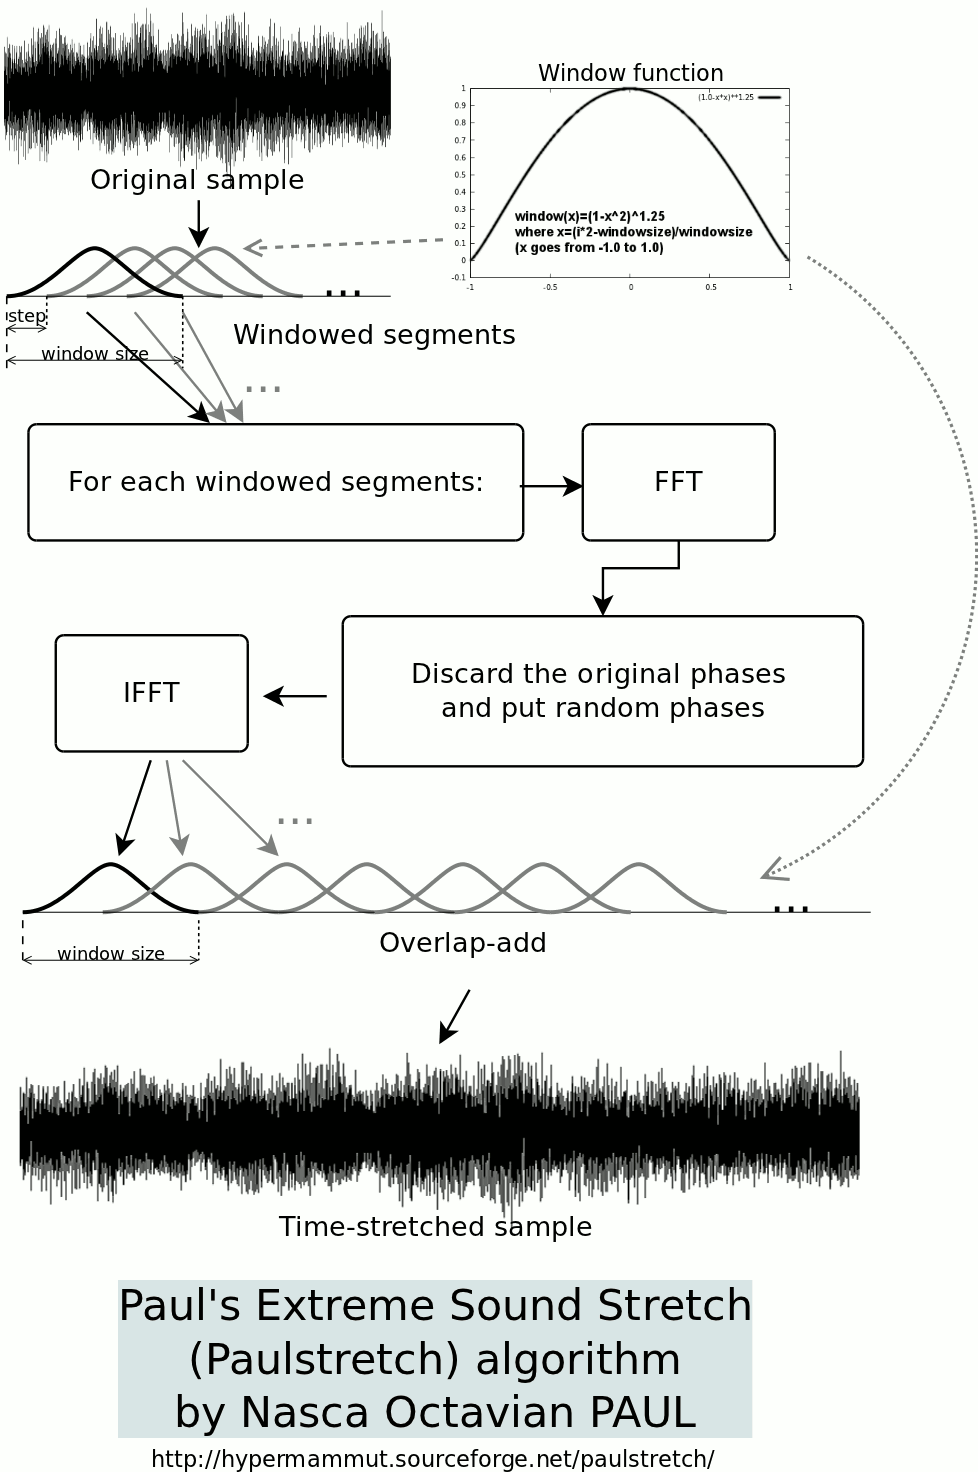 Original sample
Window function
(1.0-x*x)**1.25
1
0.9
0.8
0.7
0.6
0.5
0.4
0.3
0.2
0.1
0
-0.1
-1
-0.5
0
0.5
1
window(x)=(1-x^2)^1.25
where x=(i*2-windowsize)/windowsize
(x goes from -1.0 to 1.0)
...
step
window size
Windowed segments
...
For each windowed segments:
FFT
Discard the original phases
and put random phases
IFFT
...
...
window size
Overlap-add
Time-stretched sample
Paul's Extreme Sound Stretch
(Paulstretch) algorithm
by Nasca Octavian PAUL
http://hypermammut.sourceforge.net/paulstretch/